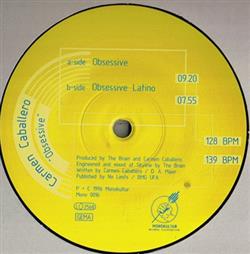 Carmen Caballero
"Obsessive"
a-side Obsessive
09.20
b-side Obsessive Latino
07.55
128 BPM
139 BPM
Produced by The Brain and Carmen Caballero
Engineered and mixed at Skyline by The Brain
Written by Carmen Caballero / D. A. Maier
Published by No Limits / BMG UFA
P + C 1996 Monokultur
Mono 0016
GEMA
MONOKULTUR